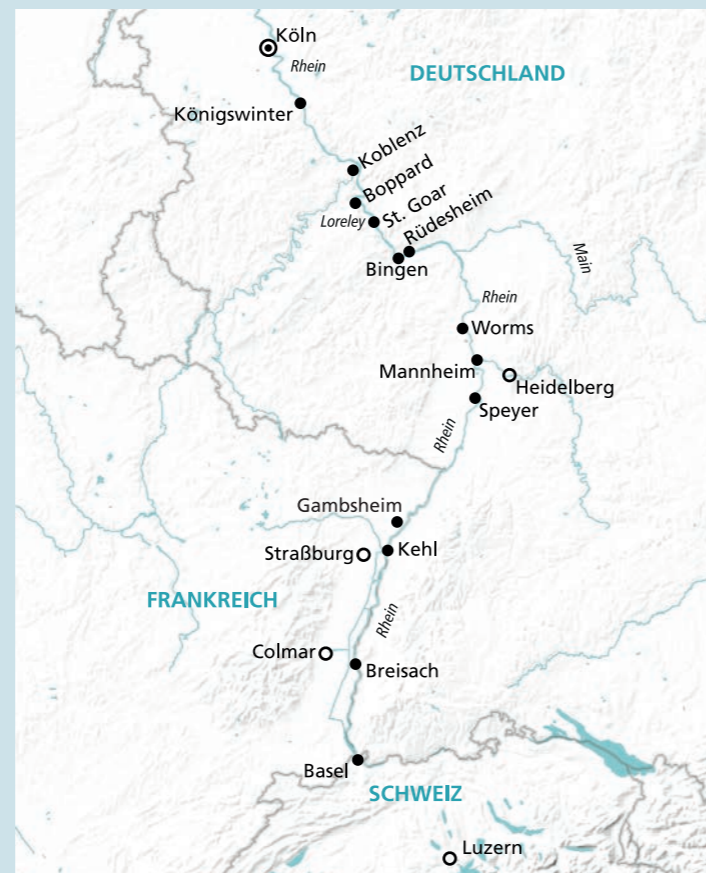 Köln
Rhein
DEUTSCHLAND
Königswinter
Koblenz
Boppard
St. Goar
Loreley
Rüdesheim
Bingen
Main
Rhein
Worms
Mannheim
Heidelberg
Speyer
Rhein
Gambsheim
Straßburg
Kehl
FRANKREICH
Rhein
Colmar
Breisach
Basel
SCHWEIZ
Luzern